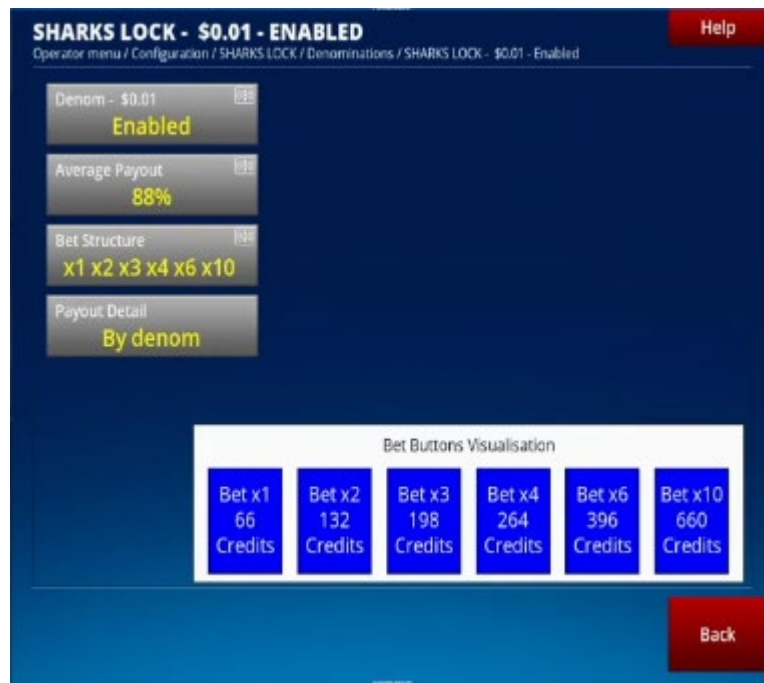 SHARKS LOCK - $0.01 - ENABLED
Help
Operator menu / Configuration / SHARKS LOCK / Denominations / SHARKS LOCK - $0.01 - Enabled
Denom - $0.01
Enabled
Average Payout
88%
Bet Structure
x1 x2 x3 x4 x6 x10
Payout Detail
By denom
Bet Buttons Visualisation
Bet x1
66
Credits
Bet x2
132
Credits
Bet x3
198
Credits
Bet x4
264
Credits
Bet x6
396
Credits
Bet x10
660
Credits
Back